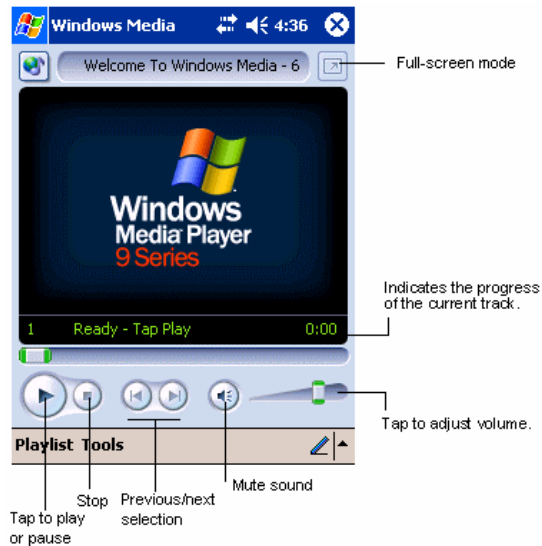 Windows Media 4:36
Welcome To Windows Media - 6
Full-screen mode
Windows
Media Player
9 Series
Indicates the progress
of the current track.
1 Ready - Tap Play 0:00
Tap to adjust volume.
Playlist Tools
Mute sound
Stop
Previous/next
selection
Tap to play
or pause